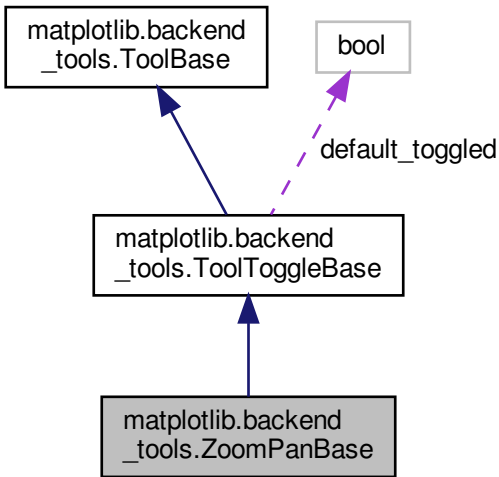 matplotlib.backend
_tools.ToolBase
bool
default_toggled
matplotlib.backend
_tools.ToolToggleBase
matplotlib.backend
_tools.ZoomPanBase